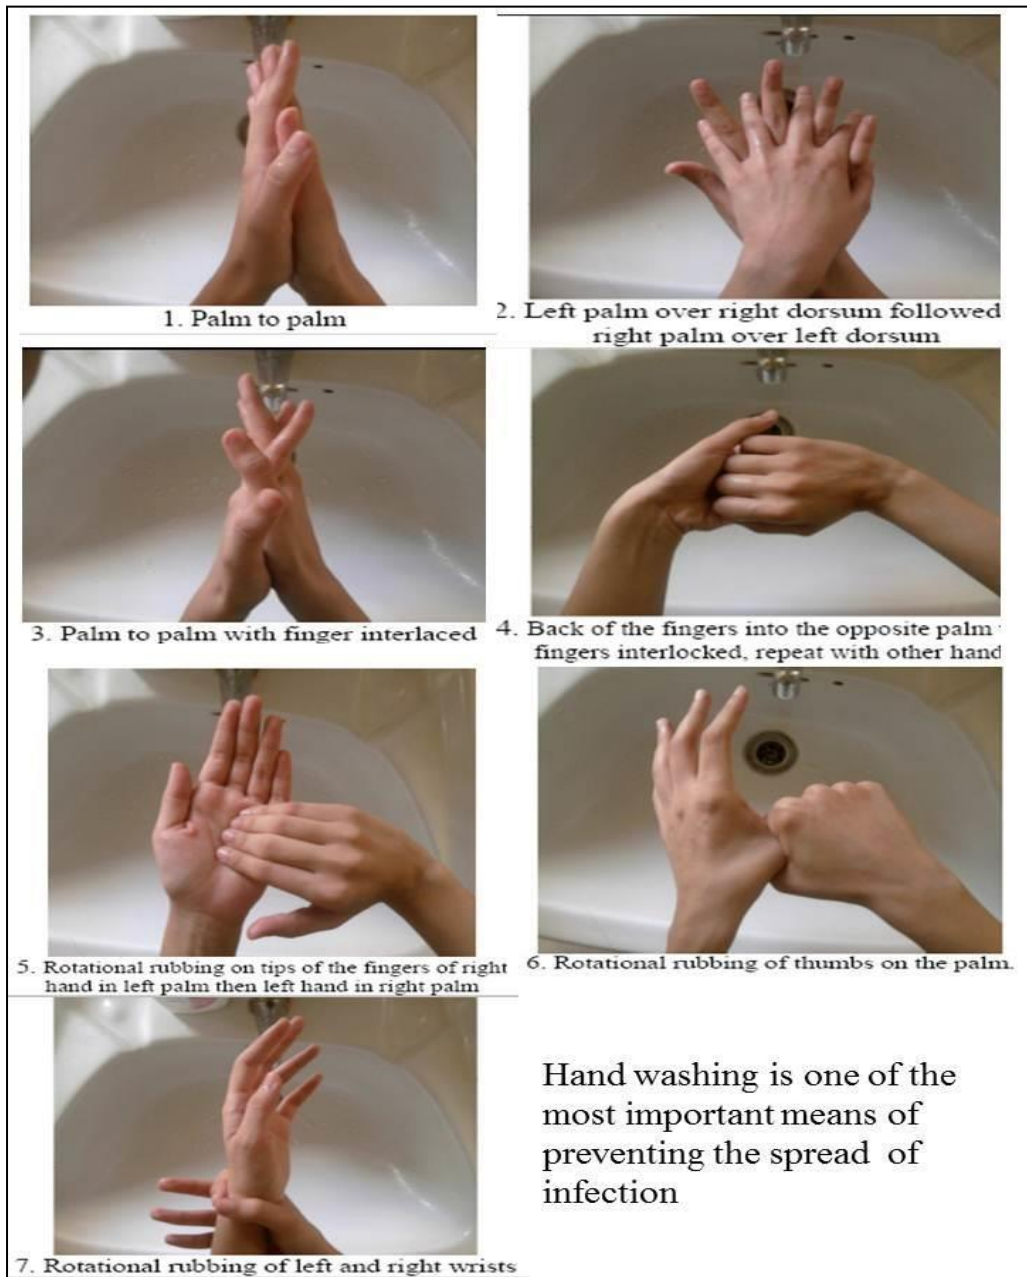 1. Palm to palm
2. Left palm over right dorsum followed
right palm over left dorsum
3. Palm to palm with finger interlaced
4. Back of the fingers into the opposite palm
fingers interlocked, repeat with other hand
5. Rotational rubbing on tips of the fingers of right
hand in left palm then left hand in right palm
6. Rotational rubbing of thumbs on the palm.
7. Rotational rubbing of left and right wrists
Hand washing is one of the
most important means of
preventing the spread of
infection